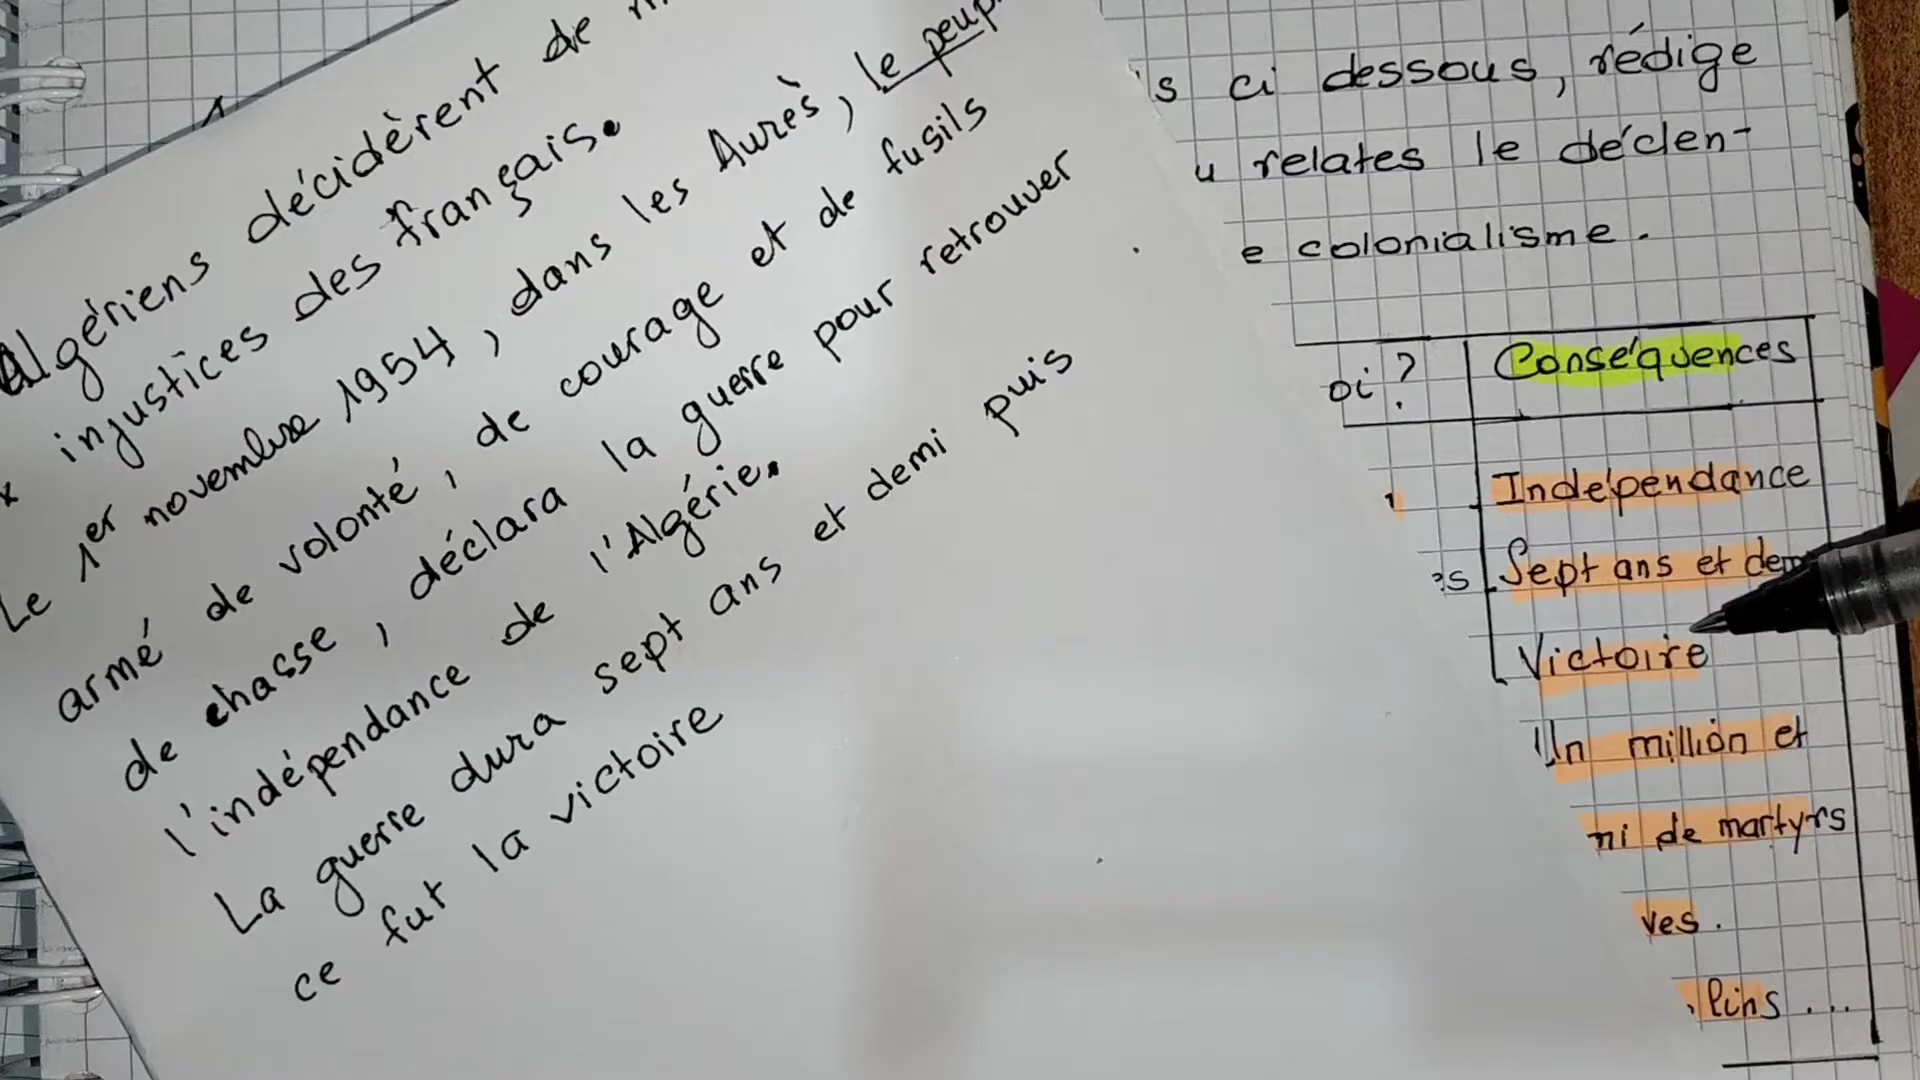 Algériens décidèrent de
injustices des français.
Le 1er novembre 1954, dans les Aurès, le peup
armé de volonté, de courage et de fusils
de chasse, déclara la guerre pour retrouver
l'indépendance de l'Algérie.
La guerre dura sept ans et demi puis
ce fut la victoire
s ci dessous, rédige
u relates le déclen-
e colonialisme.
oi ? Conséquences
Indépendance
Sept ans et dem
Victoire
Un million et
mi de martyrs
ves.
lins ...